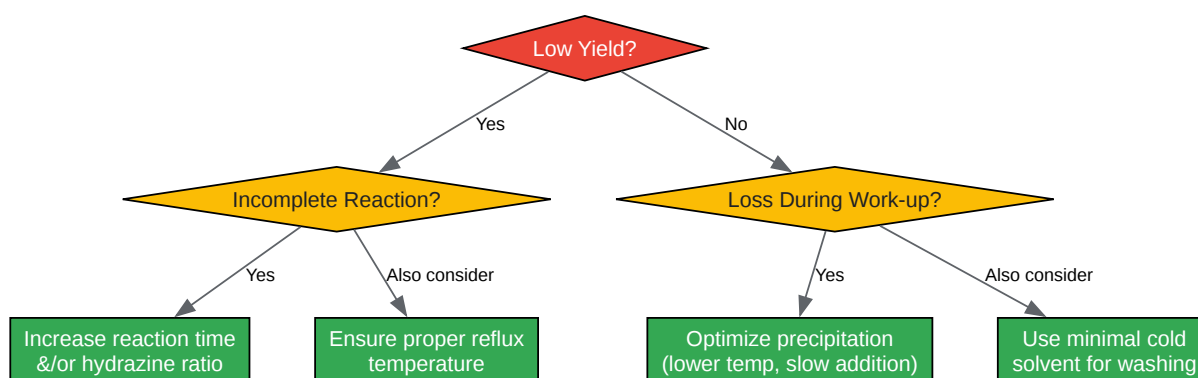 Low Yield?
Yes
No
Incomplete Reaction?
Loss During Work-up?
Yes
Also consider
Yes
Also consider
Increase reaction time
&/or hydrazine ratio
Ensure proper reflux
temperature
Optimize precipitation
(lower temp, slow addition)
Use minimal cold
solvent for washing